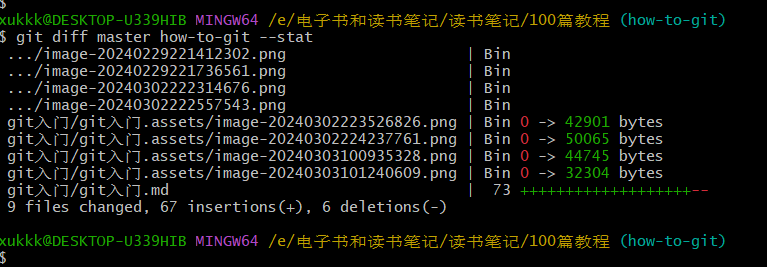 $
xukkk@DESKTOP-U339HIB MINGW64 /e/电子书和读书笔记/读书笔记/100篇教程 (how-to-git)
$ git diff master how-to-git --stat
 .../image-20240229221412302.png                    | Bin
 .../image-20240229221736561.png                    | Bin
 .../image-20240302222314676.png                    | Bin
 .../image-20240302222557543.png                    | Bin
 git入门/git入门.assets/image-20240302223526826.png | Bin 0 -> 42901 bytes
 git入门/git入门.assets/image-20240302224237761.png | Bin 0 -> 50065 bytes
 git入门/git入门.assets/image-20240303100935328.png | Bin 0 -> 44745 bytes
 git入门/git入门.assets/image-20240303101240609.png | Bin 0 -> 32304 bytes
 git入门/git入门.md                                 |  73 +++++++++++++++++++--
 9 files changed, 67 insertions(+), 6 deletions(-)
xukkk@DESKTOP-U339HIB MINGW64 /e/电子书和读书笔记/读书笔记/100篇教程 (how-to-git)
$